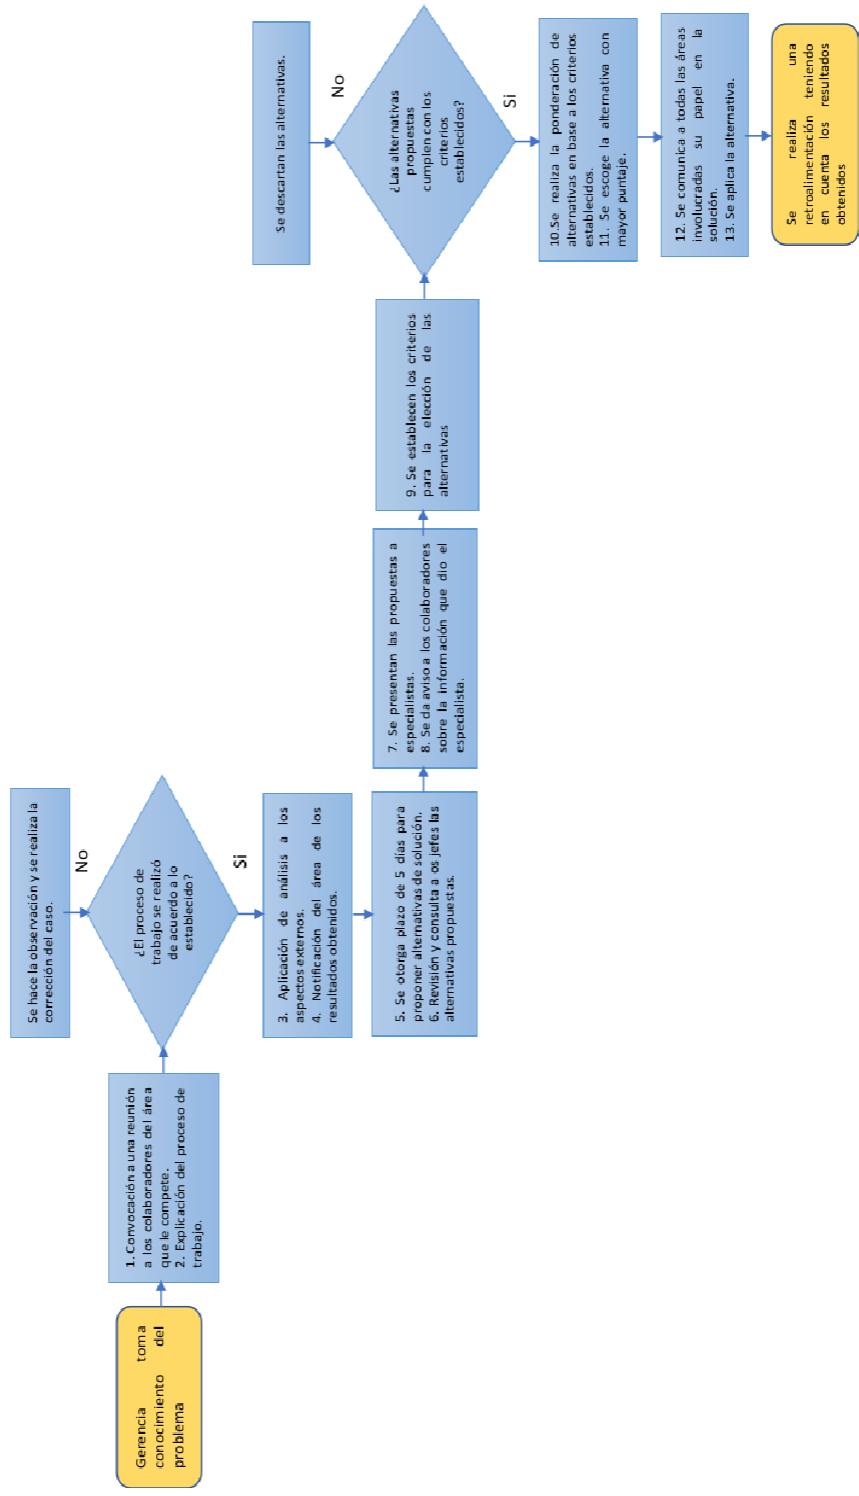 Gerencia toma
conocimiento del
problema
1. Convocación a una reunión
a los colaboradores del área
que le compete.
2. Explicación del proceso de
trabajo.
Se hace la observación y se realiza la
corrección del caso.
No
¿El proceso de
trabajo se realizó
de acuerdo a lo
establecido?
Si
3. Aplicación de análisis a los
aspectos externos.
4. Notificación del área de los
resultados obtenidos.
5. Se otorga plazo de 5 días para
proponer alternativas de solución.
6. Revisión y consulta a os jefes las
alternativas propuestas.
7. Se presentan las propuestas a
especialistas.
8. Se da aviso a los colaboradores
sobre la información que dio el
especialista.
9. Se establecen los criterios
para la elección de las
alternativas
Se descartan las alternativas.
No
¿Las alternativas
propuestas
cumplen con los
criterios
establecidos?
Si
10.Se realiza la ponderación de
alternativas en base a los criterios
establecidos.
11. Se escoge la alternativa con
mayor puntaje.
12. Se comunica a todas las áreas
involucradas su papel en la
solución.
13. Se aplica la alternativa.
Se realiza una
retroalimentación teniendo
en cuenta los resultados
obtenidos